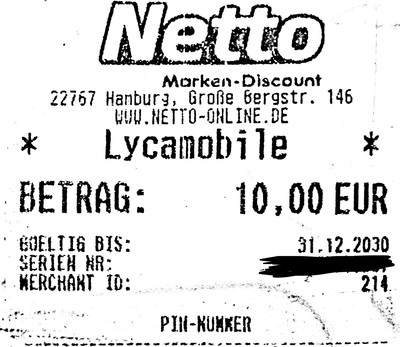 Netto
Marken-Discount
22767 Hamburg, Große Bergstr. 146
WWW.NETTO-ONLINE.DE
* Lycamobile *
BETRAG: 10,00 EUR
GUELTIG BIS: 31.12.2030
SERIEN NR:
MERCHANT ID: 214
PIN-NUMMER